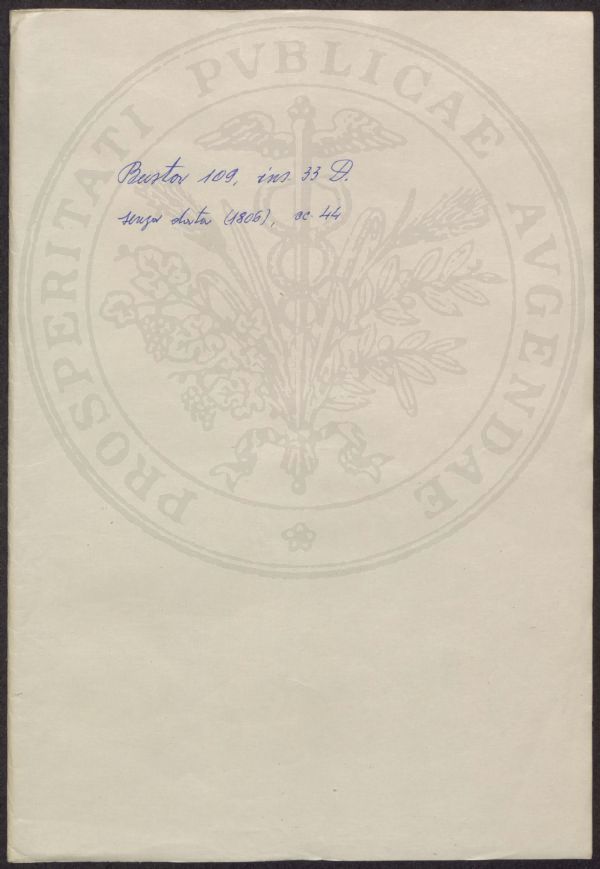 PROSPERITATI PVBLICAE AVGENDAE
Busta 109, ins. 33 D.
senza data (1806), cc. 44